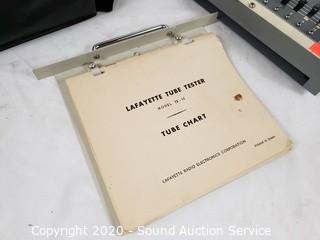 LAFAYETTE TUBE TESTER
MODEL TE-15
TUBE CHART
LAFAYETTE RADIO ELECTRONICS CORPORATION
Printed in Japan
Copyright 2020 - Sound Auction Service